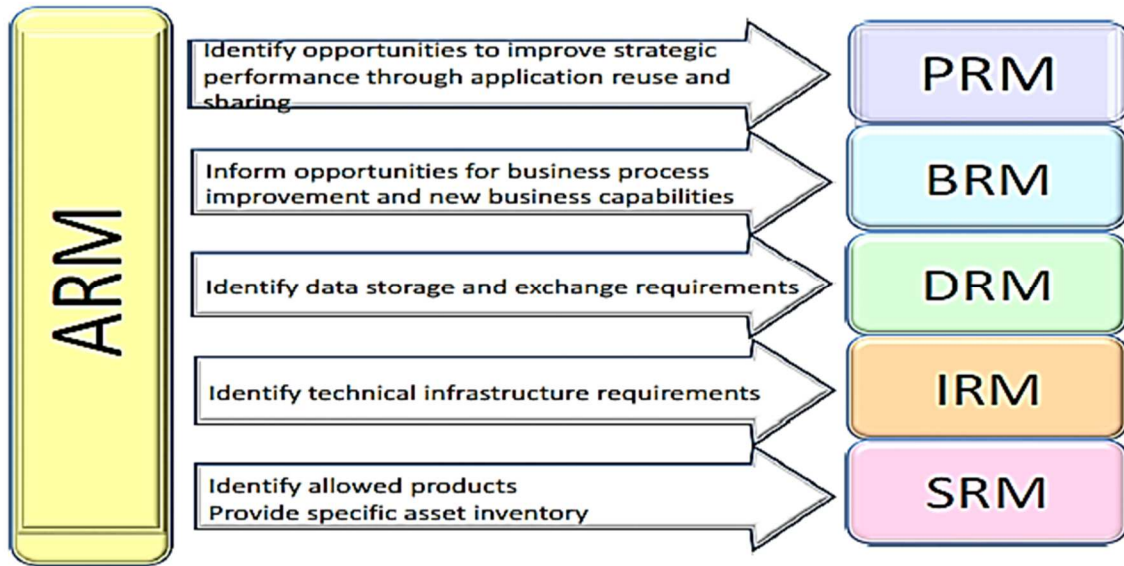 ARM
Identify opportunities to improve strategic
performance through application reuse and
sharing
PRM
Inform opportunities for business process
improvement and new business capabilities
BRM
Identify data storage and exchange requirements
DRM
Identify technical infrastructure requirements
IRM
Identify allowed products
Provide specific asset inventory
SRM